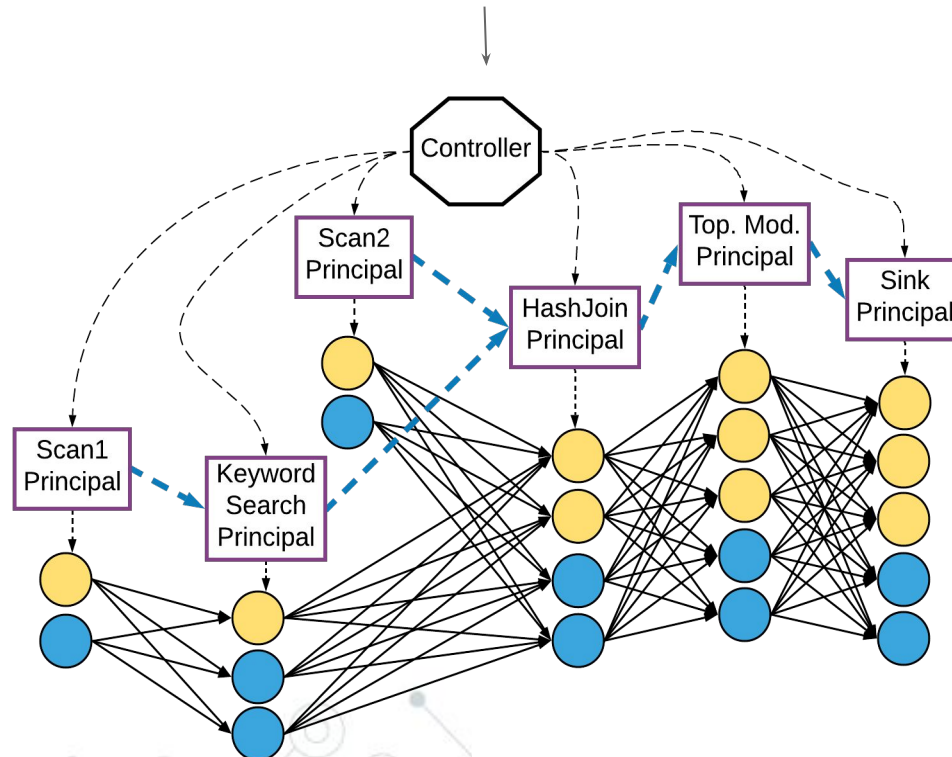 Controller
Scan2
Principal
Top. Mod.
Principal
HashJoin
Principal
Sink
Principal
Scan1
Principal
Keyword
Search
Principal